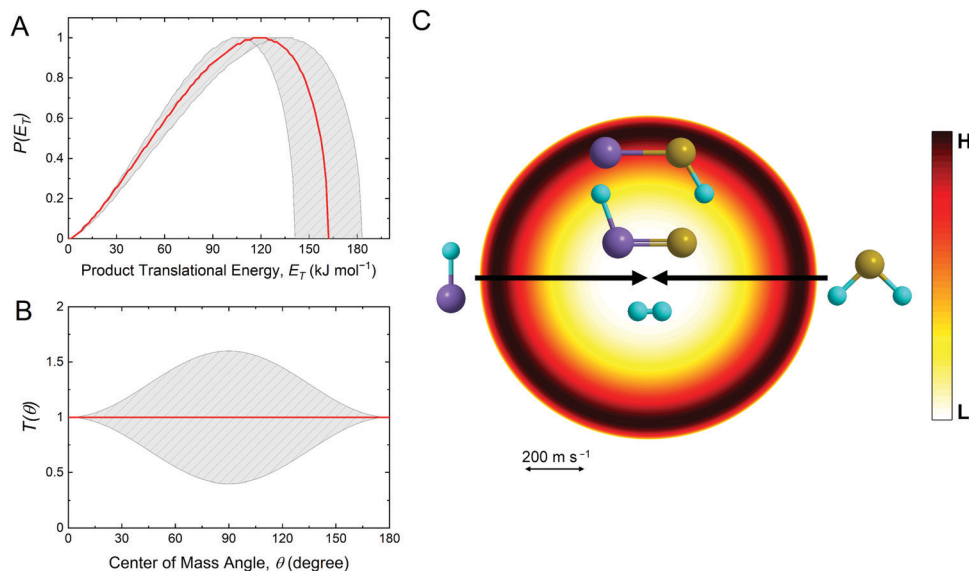 A
P(E_T)
1
0.8
0.6
0.4
0.2
0
0 30 60 90 120 150 180
Product Translational Energy, E_T (kJ mol⁻¹)
B
T(θ)
2
1.5
1
0.5
0
0 30 60 90 120 150 180
Center of Mass Angle, θ (degree)
C
200 m s⁻¹
H
L